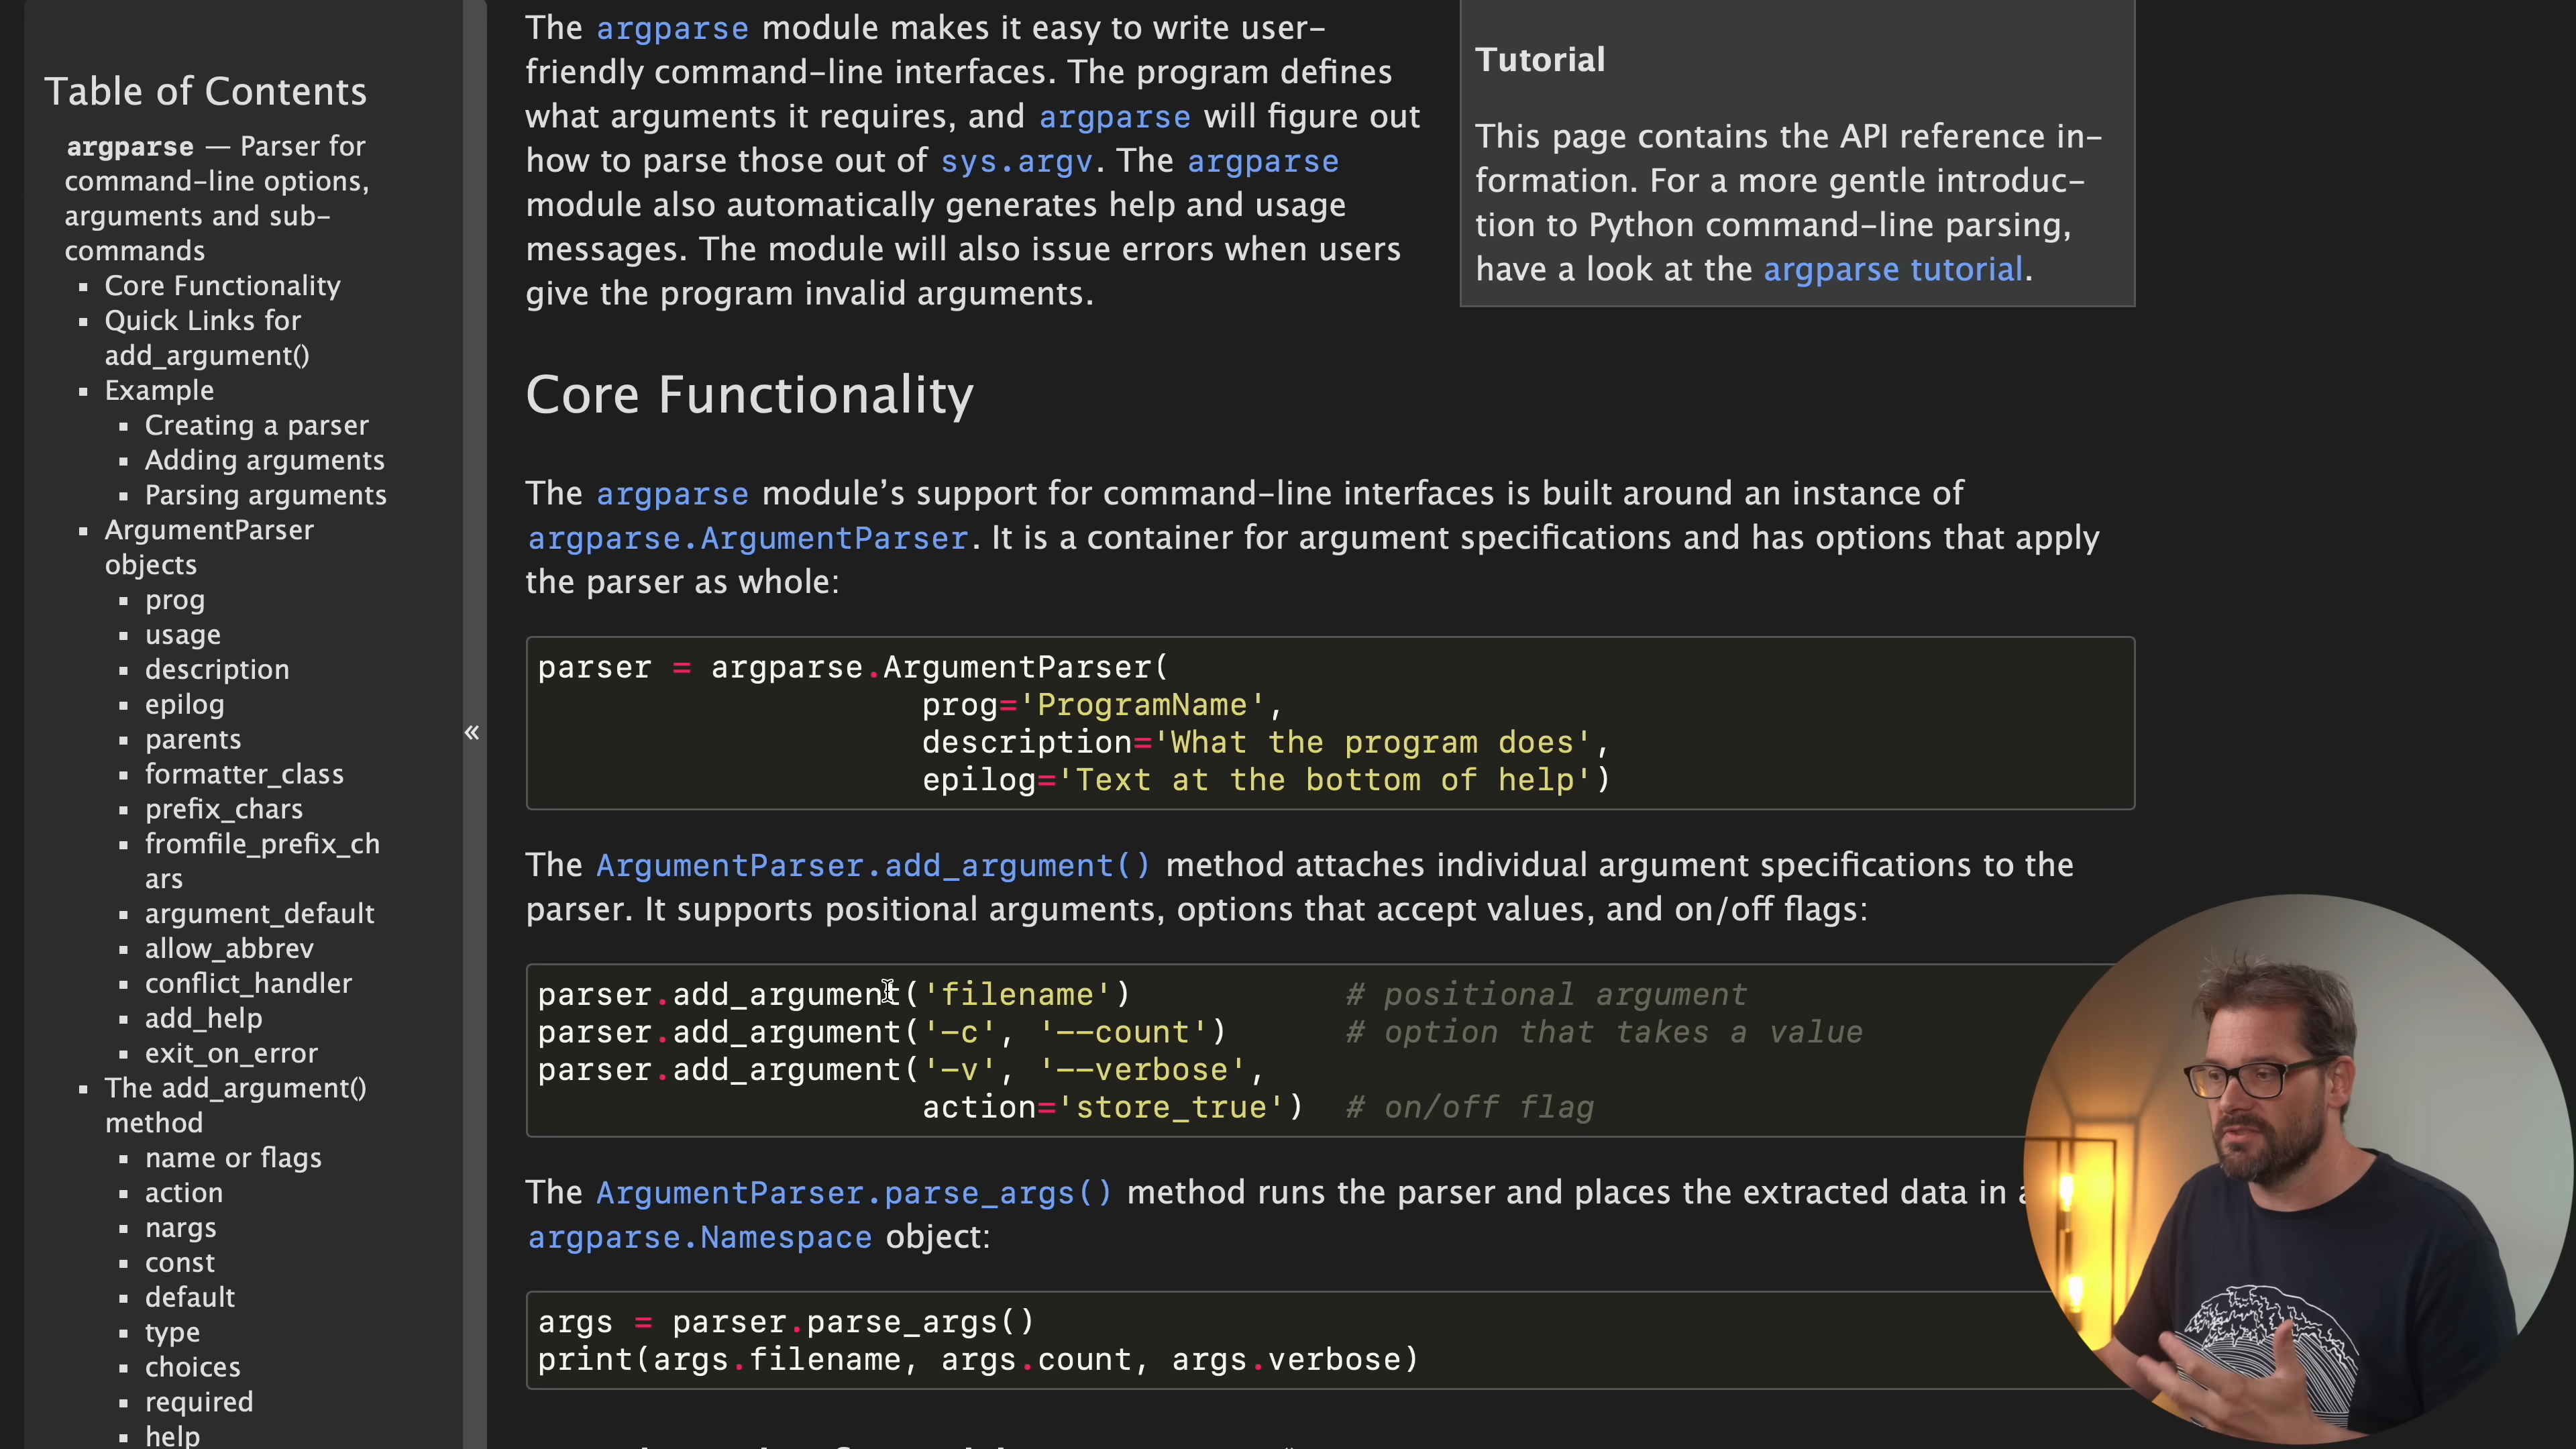 Table of Contents
argparse — Parser for
command-line options,
arguments and sub-
commands
▪ Core Functionality
▪ Quick Links for
add_argument()
▪ Example
▪ Creating a parser
▪ Adding arguments
▪ Parsing arguments
▪ ArgumentParser
objects
▪ prog
▪ usage
▪ description
▪ epilog
▪ parents
▪ formatter_class
▪ prefix_chars
▪ fromfile_prefix_ch
ars
▪ argument_default
▪ allow_abbrev
▪ conflict_handler
▪ add_help
▪ exit_on_error
▪ The add_argument()
method
▪ name or flags
▪ action
▪ nargs
▪ const
▪ default
▪ type
▪ choices
▪ required
▪ help
«
The argparse module makes it easy to write user-
friendly command-line interfaces. The program defines
what arguments it requires, and argparse will figure out
how to parse those out of sys.argv. The argparse
module also automatically generates help and usage
messages. The module will also issue errors when users
give the program invalid arguments.
Tutorial
This page contains the API reference in-
formation. For a more gentle introduc-
tion to Python command-line parsing,
have a look at the argparse tutorial.
Core Functionality
The argparse module’s support for command-line interfaces is built around an instance of
argparse.ArgumentParser. It is a container for argument specifications and has options that apply
the parser as whole:
parser = argparse.ArgumentParser(
prog='ProgramName',
description='What the program does',
epilog='Text at the bottom of help')
The ArgumentParser.add_argument() method attaches individual argument specifications to the
parser. It supports positional arguments, options that accept values, and on/off flags:
parser.add_argument('filename') # positional argument
parser.add_argument('-c', '--count') # option that takes a value
parser.add_argument('-v', '--verbose',
action='store_true') # on/off flag
The ArgumentParser.parse_args() method runs the parser and places the extracted data in a
argparse.Namespace object:
args = parser.parse_args()
print(args.filename, args.count, args.verbose)